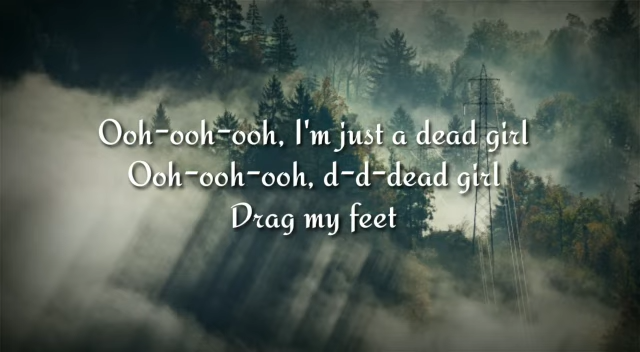 Ooh-ooh-ooh, I'm just a dead girl
Ooh-ooh-ooh, d-d-dead girl
Drag my feet